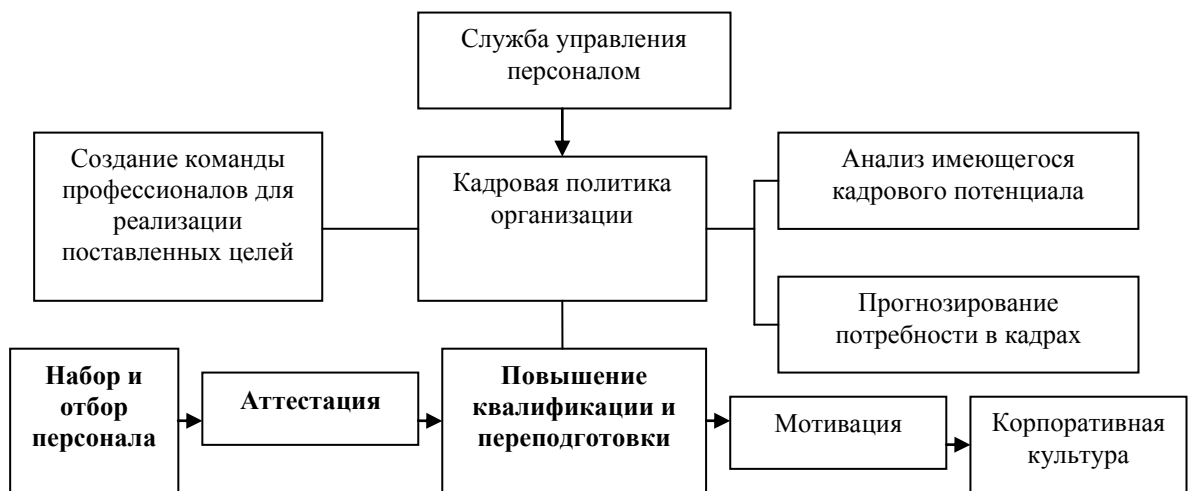 Служба управления
персоналом
Создание команды
профессионалов для
реализации
поставленных целей
Кадровая политика
организации
Анализ имеющегося
кадрового потенциала
Прогнозирование
потребности в кадрах
Набор и
отбор
персонала
Аттестация
Повышение
квалификации и
переподготовки
Мотивация
Корпоративная
культура